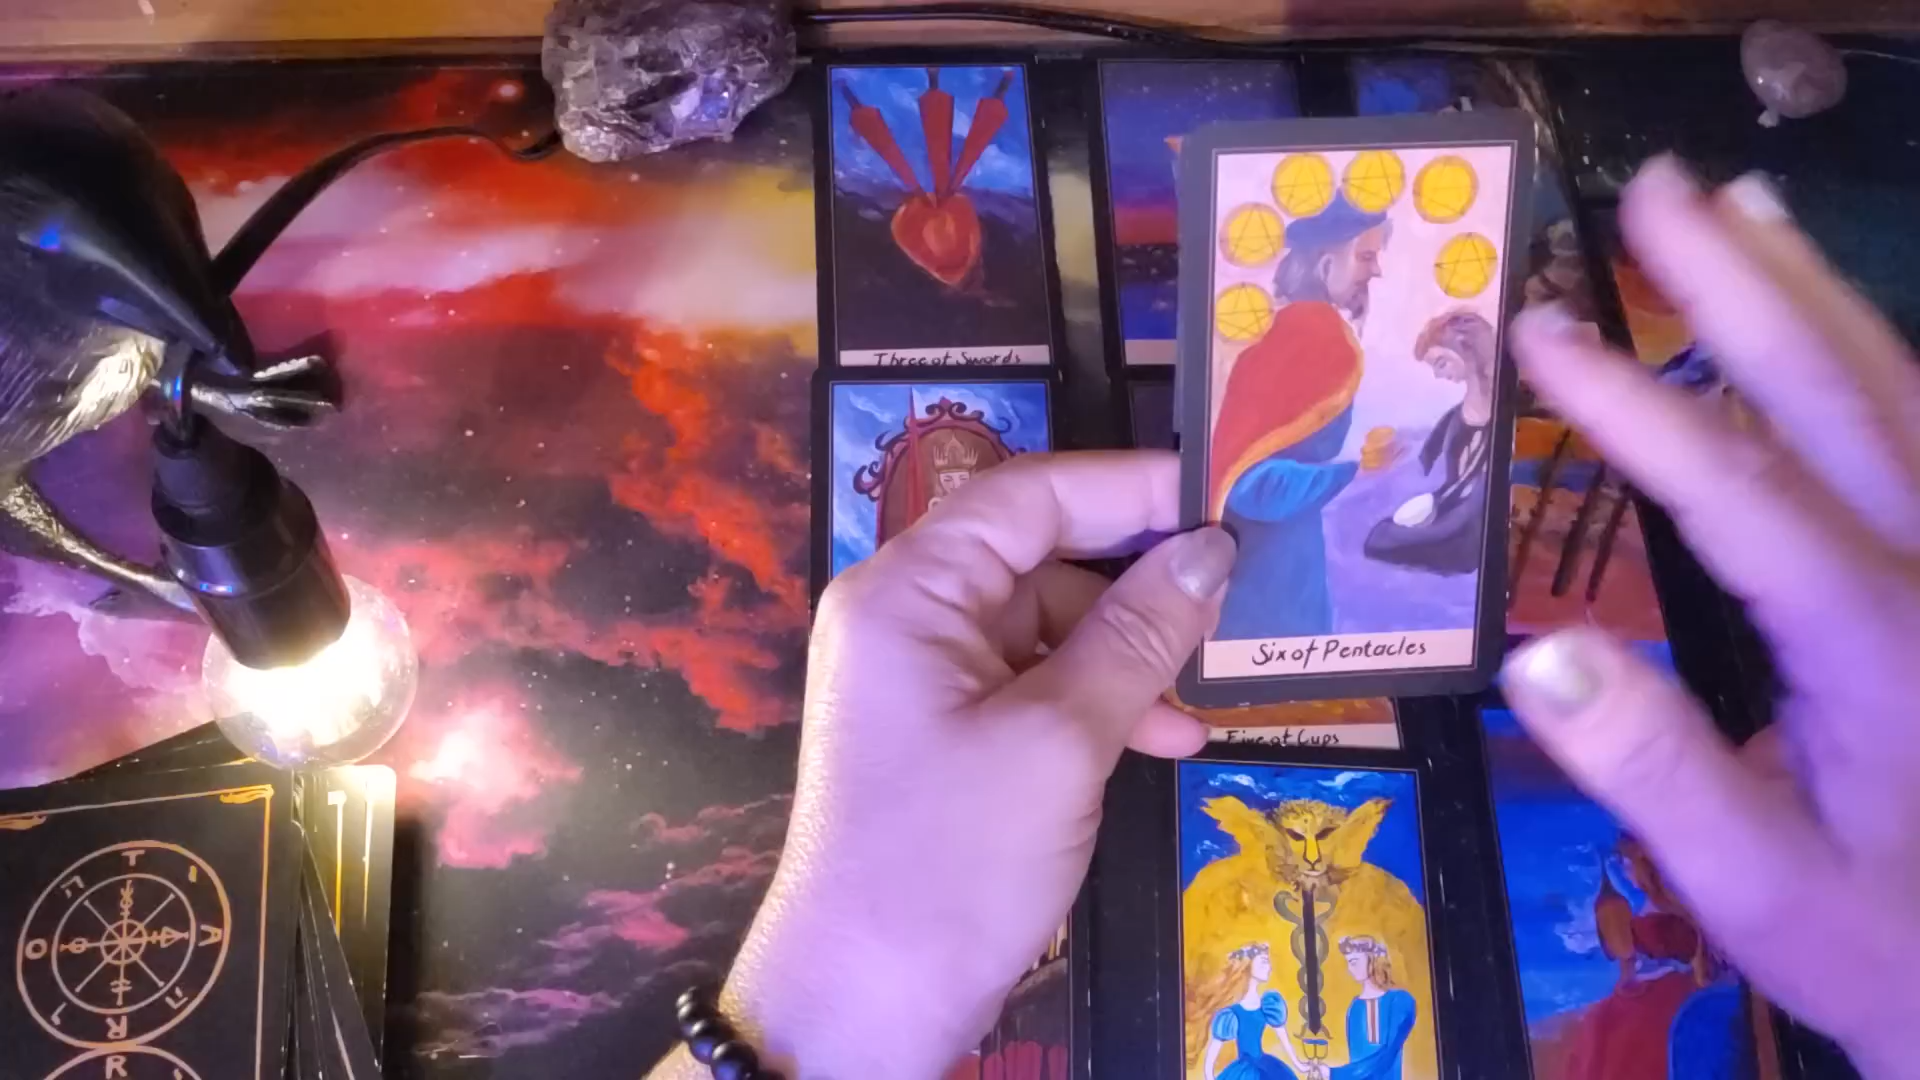 Three of Swords
Six of Pentacles
Five of Cups
T
A
R
O
R